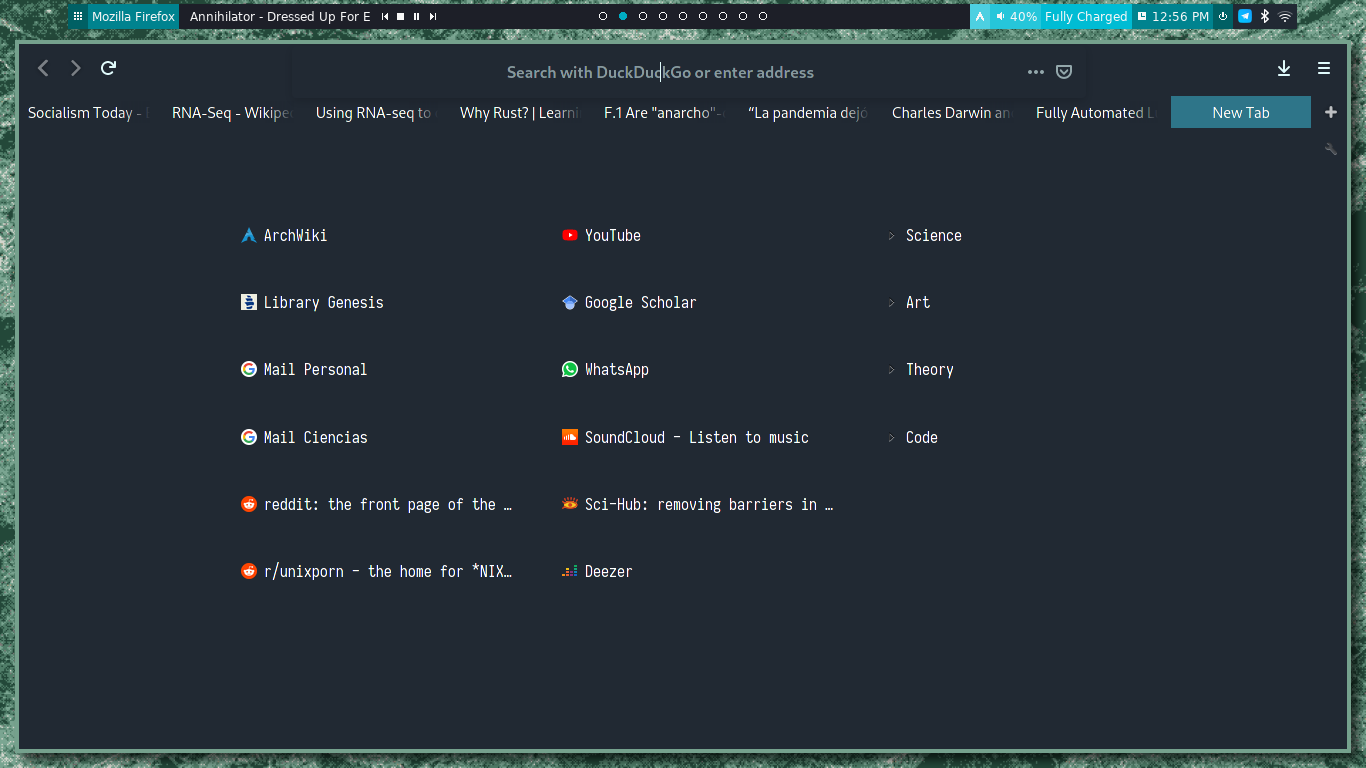 Mozilla Firefox Annihilator - Dressed Up For E 40% Fully Charged 12:56 PM
Search with DuckDuckGo or enter address
Socialism Today - RNA-Seq - Wikipe Using RNA-seq to Why Rust? | Learni F.1 Are "anarcho"- “La pandemia dejó Charles Darwin an Fully Automated L New Tab
ArchWiki YouTube Science
Library Genesis Google Scholar Art
Mail Personal WhatsApp Theory
Mail Ciencias SoundCloud - Listen to music Code
reddit: the front page of the … Sci-Hub: removing barriers in …
r/unixporn - the home for *NIX… Deezer